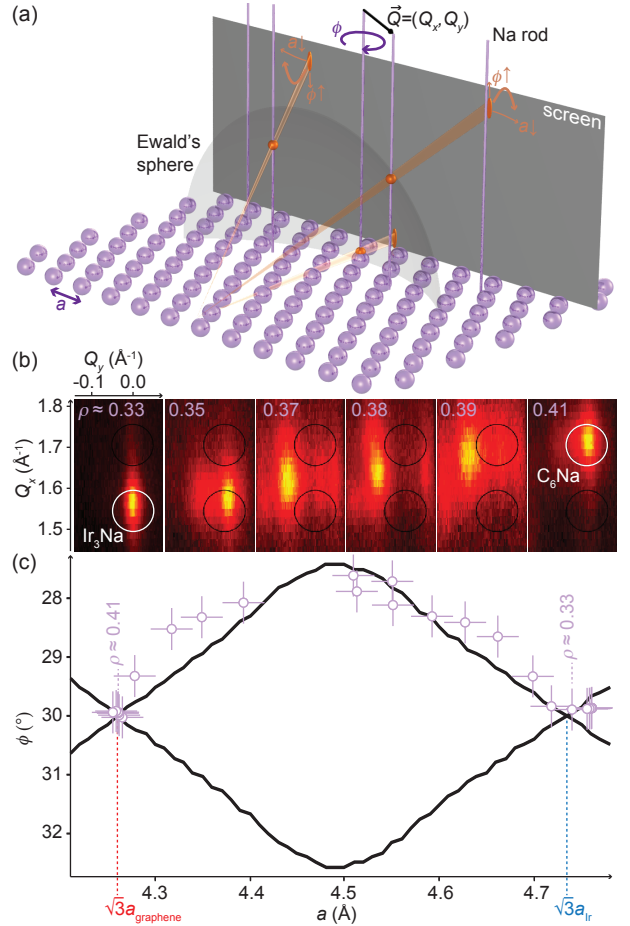 (a)
ϕ
Q⃗=(Qx, Qy)
Na rod
a↓
ϕ↑
ϕ↑
a↓
screen
Ewald's
sphere
a
(b)
Qy (Å-1)
-0.1 0.0
1.8
1.7
1.6
1.5
Qx (Å-1)
ρ ≈ 0.33
0.35
0.37
0.38
0.39
0.41
Ir3Na
C6Na
(c)
28
29
30
31
32
ϕ (°)
ρ ≈ 0.41
ρ ≈ 0.33
4.3 4.4 4.5 4.6 4.7
√3agraphene
a (Å)
√3aIr